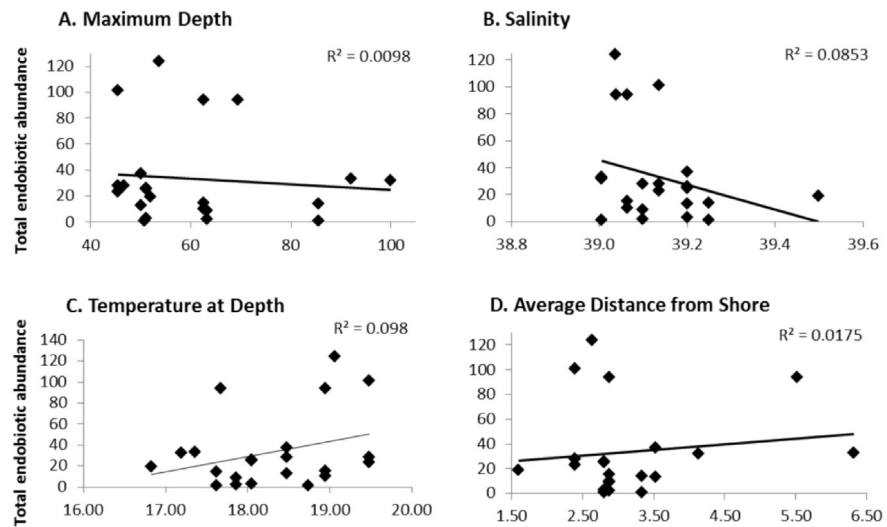 A. Maximum Depth
R² = 0.0098
Total endobiotic abundance
120
100
80
60
40
20
0
40 60 80 100
B. Salinity
R² = 0.0853
120
100
80
60
40
20
0
38.8 39.0 39.2 39.4 39.6
C. Temperature at Depth
R² = 0.098
Total endobiotic abundance
140
120
100
80
60
40
20
0
16.00 17.00 18.00 19.00 20.00
D. Average Distance from Shore
R² = 0.0175
120
100
80
60
40
20
0
1.50 2.50 3.50 4.50 5.50 6.50